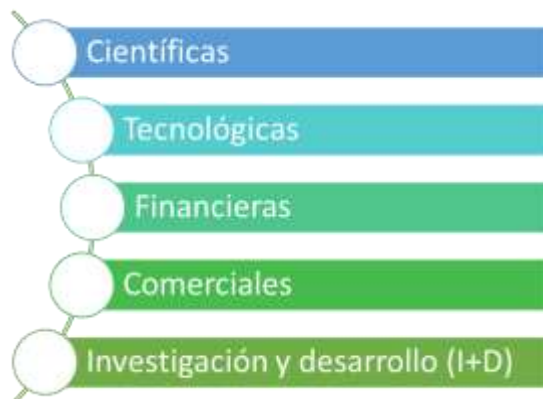 Científicas
Tecnológicas
Financieras
Comerciales
Investigación y desarrollo (I+D)